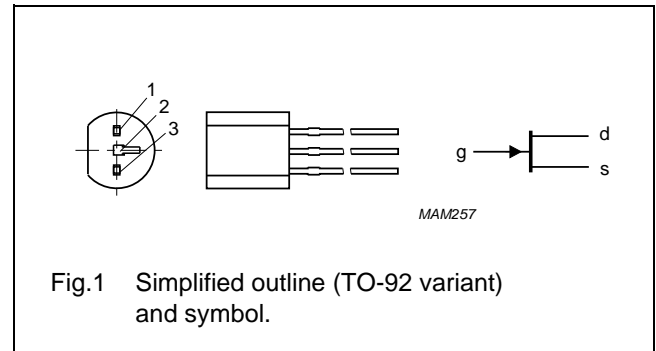 1
2
3
g
d
s
MAM257
Fig.1 Simplified outline (TO-92 variant)
and symbol.